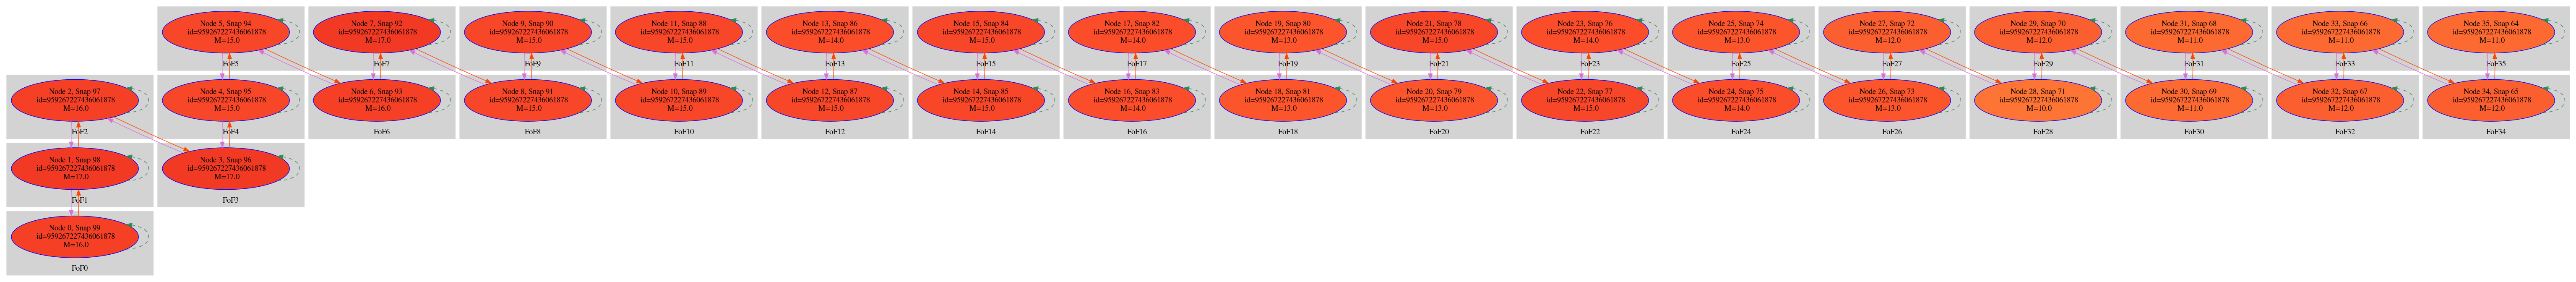 Node 5, Snap 94
id=959267227436061878
M=15.0
FoF5
Node 7, Snap 92
id=959267227436061878
M=17.0
FoF7
Node 9, Snap 90
id=959267227436061878
M=15.0
FoF9
Node 11, Snap 88
id=959267227436061878
M=15.0
FoF11
Node 13, Snap 86
id=959267227436061878
M=14.0
FoF13
Node 15, Snap 84
id=959267227436061878
M=15.0
FoF15
Node 17, Snap 82
id=959267227436061878
M=14.0
FoF17
Node 19, Snap 80
id=959267227436061878
M=13.0
FoF19
Node 21, Snap 78
id=959267227436061878
M=15.0
FoF21
Node 23, Snap 76
id=959267227436061878
M=14.0
FoF23
Node 25, Snap 74
id=959267227436061878
M=13.0
FoF25
Node 27, Snap 72
id=959267227436061878
M=12.0
FoF27
Node 29, Snap 70
id=959267227436061878
M=12.0
FoF29
Node 31, Snap 68
id=959267227436061878
M=11.0
FoF31
Node 33, Snap 66
id=959267227436061878
M=11.0
FoF33
Node 35, Snap 64
id=959267227436061878
M=11.0
FoF35
Node 2, Snap 97
id=959267227436061878
M=16.0
FoF2
Node 4, Snap 95
id=959267227436061878
M=15.0
FoF4
Node 6, Snap 93
id=959267227436061878
M=16.0
FoF6
Node 8, Snap 91
id=959267227436061878
M=15.0
FoF8
Node 10, Snap 89
id=959267227436061878
M=15.0
FoF10
Node 12, Snap 87
id=959267227436061878
M=15.0
FoF12
Node 14, Snap 85
id=959267227436061878
M=15.0
FoF14
Node 16, Snap 83
id=959267227436061878
M=14.0
FoF16
Node 18, Snap 81
id=959267227436061878
M=13.0
FoF18
Node 20, Snap 79
id=959267227436061878
M=13.0
FoF20
Node 22, Snap 77
id=959267227436061878
M=15.0
FoF22
Node 24, Snap 75
id=959267227436061878
M=14.0
FoF24
Node 26, Snap 73
id=959267227436061878
M=13.0
FoF26
Node 28, Snap 71
id=959267227436061878
M=10.0
FoF28
Node 30, Snap 69
id=959267227436061878
M=11.0
FoF30
Node 32, Snap 67
id=959267227436061878
M=12.0
FoF32
Node 34, Snap 65
id=959267227436061878
M=12.0
FoF34
Node 1, Snap 98
id=959267227436061878
M=17.0
FoF1
Node 3, Snap 96
id=959267227436061878
M=17.0
FoF3
Node 0, Snap 99
id=959267227436061878
M=16.0
FoF0